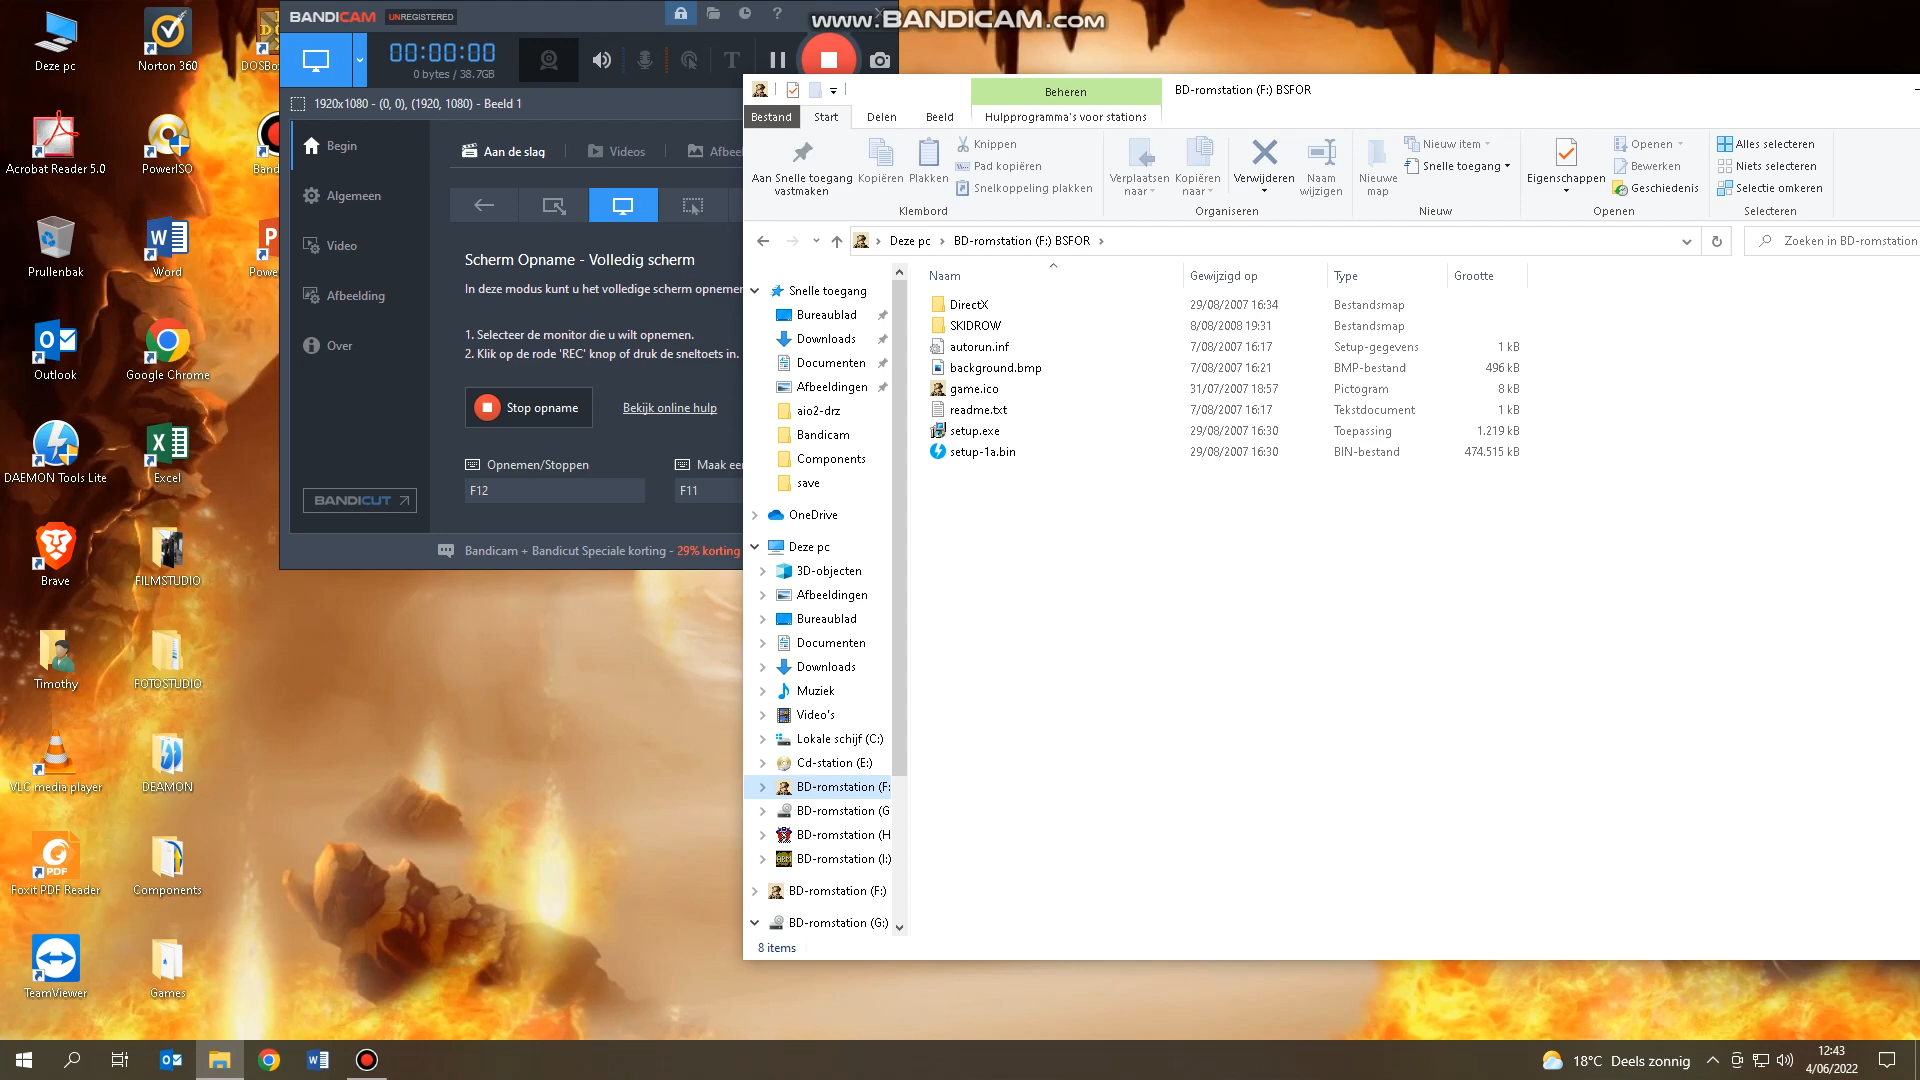 Deze pc
Norton 360
DOSBo
Acrobat Reader 5.0
PowerISO
Band
Prullenbak
Word
Powe
Outlook
Google Chrome
DAEMON Tools Lite
Excel
Brave
FILMSTUDIO
Timothy
FOTOSTUDIO
VLC media player
DEAMON
Foxit PDF Reader
Components
TeamViewer
Games
BANDICAM UNREGISTERED
www.BANDICAM.com
00:00:00
0 bytes / 38.7GB
1920x1080 - (0, 0), (1920, 1080) - Beeld 1
Begin
Algemeen
Video
Afbeelding
Over
BANDICUT
Aan de slag
Videos
Afbeel
Scherm Opname - Volledig scherm
In deze modus kunt u het volledige scherm opnemen
1. Selecteer de monitor die u wilt opnemen.
2. Klik op de rode 'REC' knop of druk de sneltoets in.
Stop opname
Bekijk online hulp
Opnemen/Stoppen
Maak ee
F12
F11
Bandicam + Bandicut Speciale korting - 29% korting
Beheren
BD-romstation (F:) BSFOR
Bestand
Start
Delen
Beeld
Hulpprogramma's voor stations
Aan Snelle toegang
vastmaken
Kopiëren
Plakken
Knippen
Pad kopiëren
Snelkoppeling plakken
Klembord
Verplaatsen
naar
Kopiëren
naar
Verwijderen
Naam
wijzigen
Organiseren
Nieuwe
map
Nieuw item
Snelle toegang
Nieuw
Eigenschappen
Openen
Bewerken
Geschiedenis
Openen
Alles selecteren
Niets selecteren
Selectie omkeren
Selecteren
Deze pc
BD-romstation (F:) BSFOR
Zoeken in BD-romstation
Snelle toegang
Bureaublad
Downloads
Documenten
Afbeeldingen
aio2-drz
Bandicam
Components
save
OneDrive
Deze pc
3D-objecten
Afbeeldingen
Bureaublad
Documenten
Downloads
Muziek
Video's
Lokale schijf (C:)
Cd-station (E:)
BD-romstation (F:
BD-romstation (G
BD-romstation (H
BD-romstation (I:)
BD-romstation (F:)
BD-romstation (G:)
8 items
Naam Gewijzigd op Type Grootte
DirectX 29/08/2007 16:34 Bestandsmap
SKIDROW 8/08/2008 19:31 Bestandsmap
autorun.inf 7/08/2007 16:17 Setup-gegevens 1 kB
background.bmp 7/08/2007 16:21 BMP-bestand 496 kB
game.ico 31/07/2007 18:57 Pictogram 8 kB
readme.txt 7/08/2007 16:17 Tekstdocument 1 kB
setup.exe 29/08/2007 16:30 Toepassing 1.219 kB
setup-1a.bin 29/08/2007 16:30 BIN-bestand 474.515 kB
18°C Deels zonnig
12:43
4/06/2022